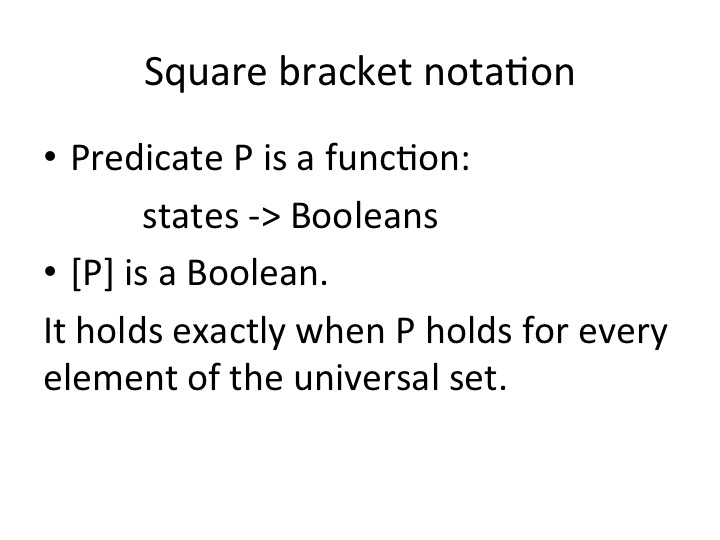 Square bracket notation
• Predicate P is a function:
states -> Booleans
• [P] is a Boolean.
It holds exactly when P holds for every
element of the universal set.